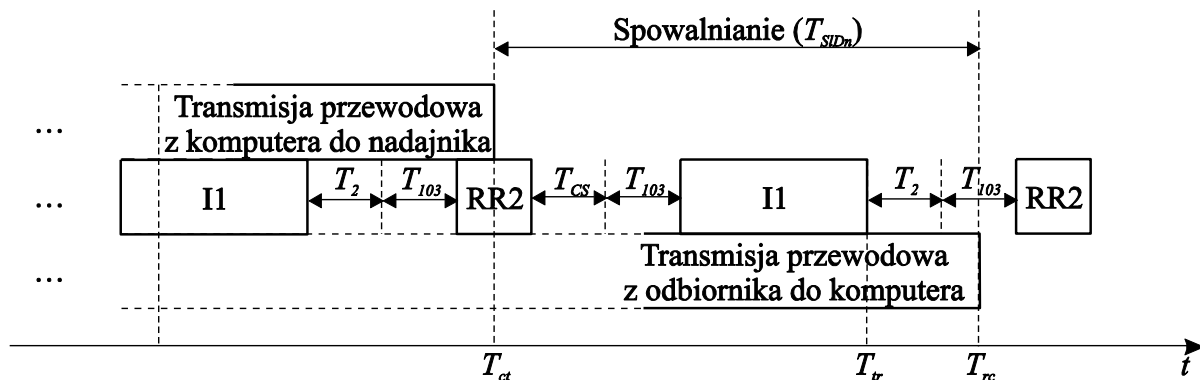 Spowalnianie (T_SlDn)
Transmisja przewodowa
z komputera do nadajnika
...
I1 T_2 T_103 RR2 T_CS T_103 I1 T_2 T_103 RR2
...
Transmisja przewodowa
z odbiornika do komputera
...
T_ct T_tr T_rc t